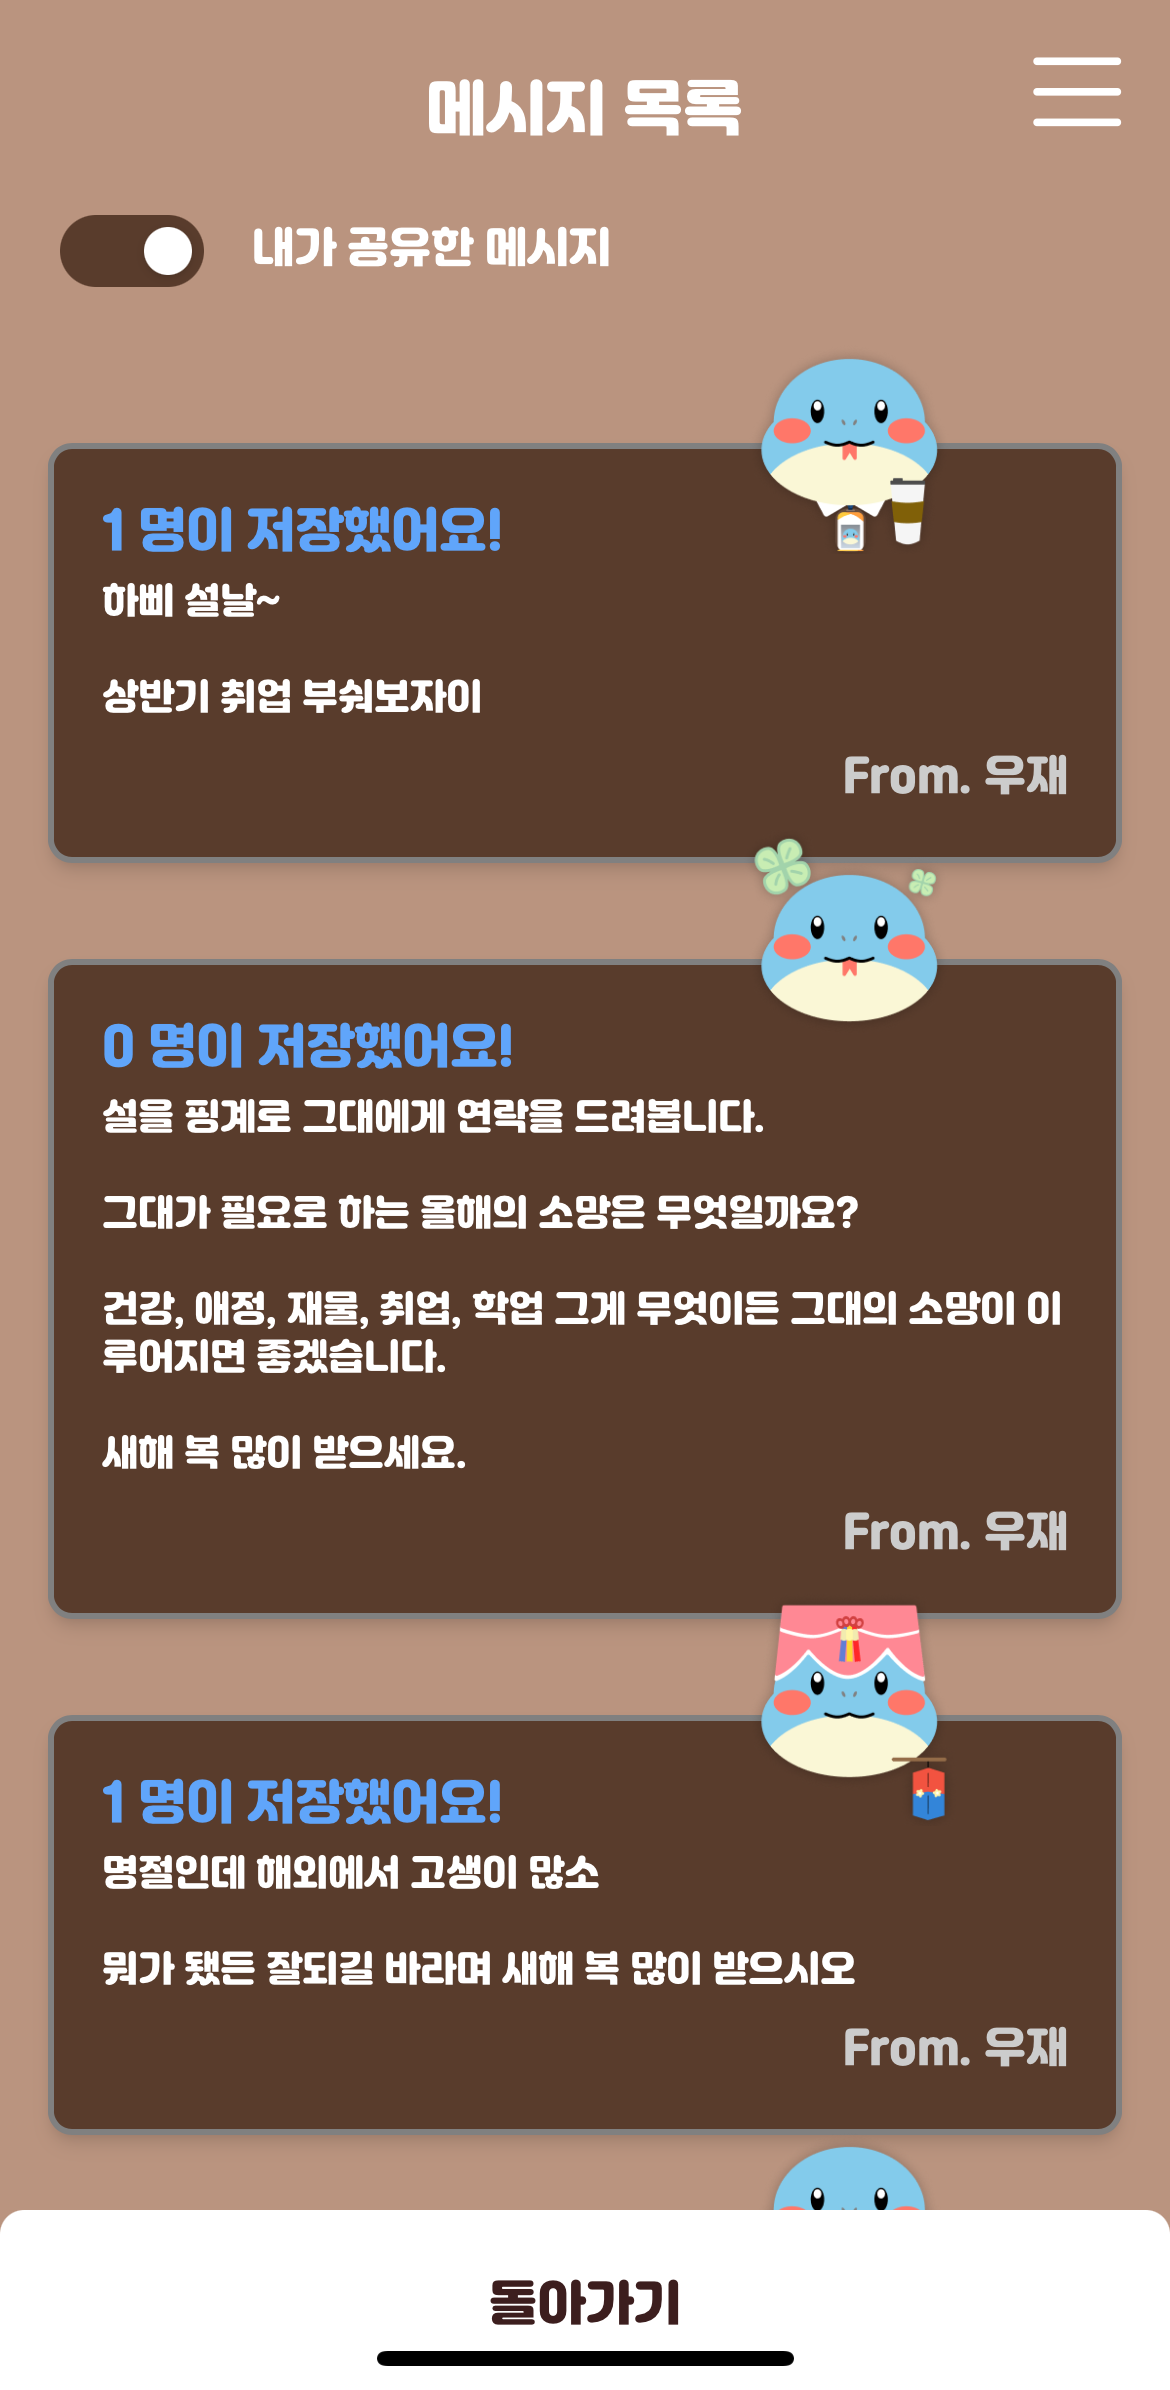 메시지 목록
내가 공유한 메시지
1 명이 저장했어요!
하삐 설날~
상반기 취업 부숴보자이
From. 우재
0 명이 저장했어요!
설을 핑계로 그대에게 연락을 드려봅니다.
그대가 필요로 하는 올해의 소망은 무엇일까요?
건강, 애정, 재물, 취업, 학업 그게 무엇이든 그대의 소망이 이
루어지면 좋겠습니다.
새해 복 많이 받으세요.
From. 우재
1 명이 저장했어요!
명절인데 해외에서 고생이 많소
뭐가 됐든 잘되길 바라며 새해 복 많이 받으시오
From. 우재
돌아가기